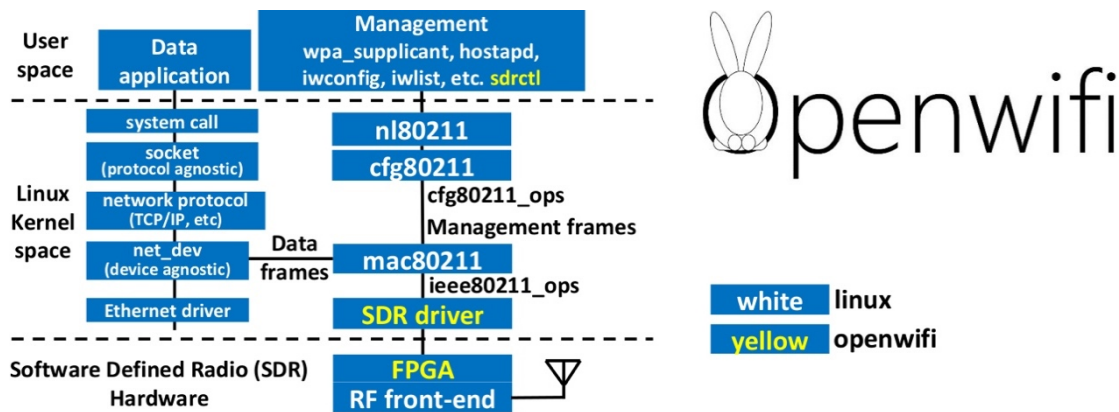 User
space
Data
application
Management
wpa_supplicant, hostapd,
iwconfig, iwlist, etc. sdrctl
Openwifi
Linux
Kernel
space
system call
socket
(protocol agnostic)
network protocol
(TCP/IP, etc)
net_dev
(device agnostic)
Ethernet driver
Data
frames
nl80211
cfg80211
cfg80211_ops
Management frames
mac80211
ieee80211_ops
SDR driver
white linux
yellow openwifi
Software Defined Radio (SDR)
Hardware
FPGA
RF front-end